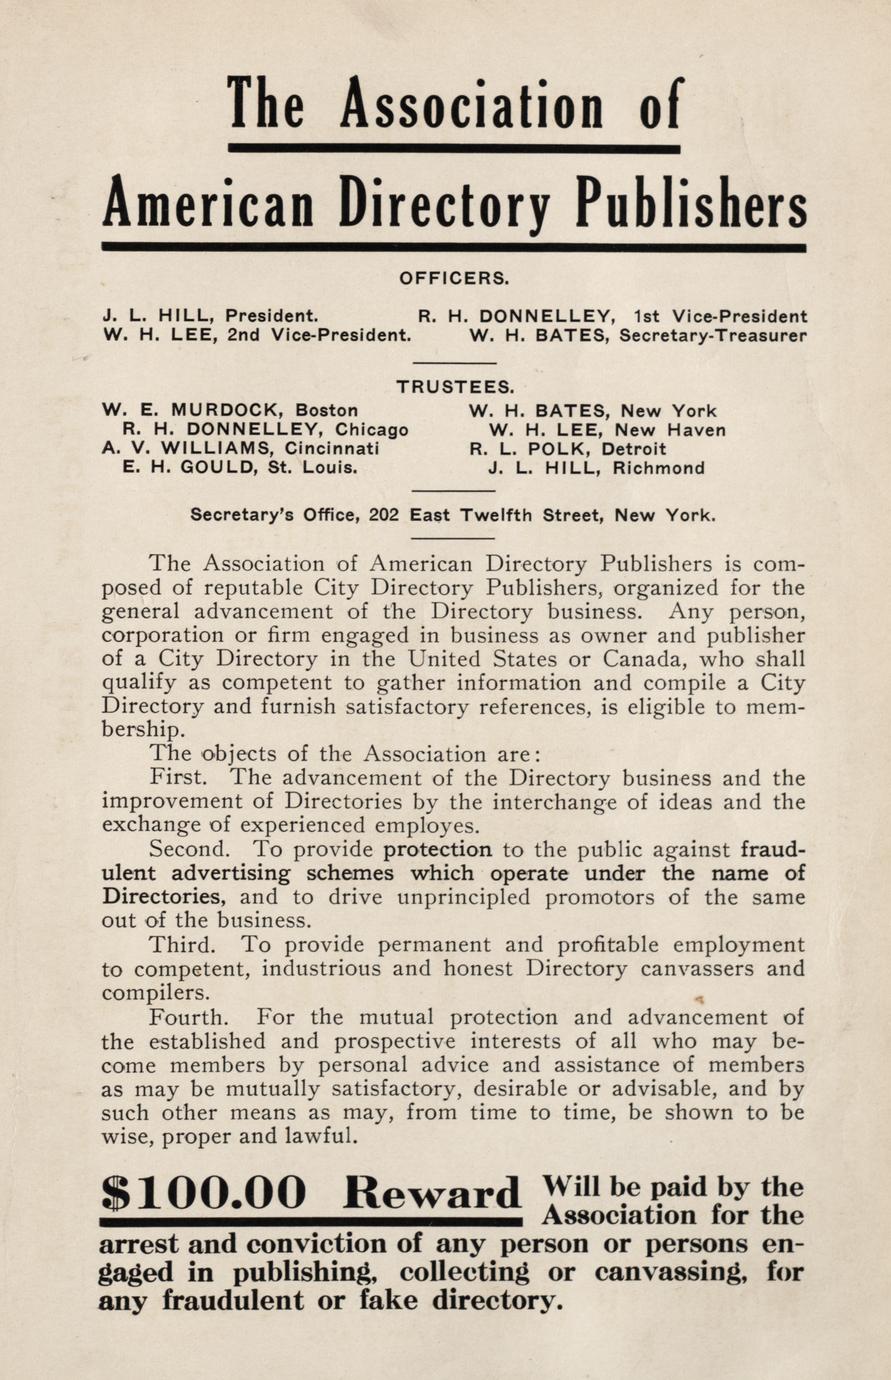 The Association of
American Directory Publishers
OFFICERS.
J. L. HILL, President. R. H. DONNELLEY, 1st Vice-President
W. H. LEE, 2nd Vice-President. W. H. BATES, Secretary-Treasurer
TRUSTEES.
W. E. MURDOCK, Boston W. H. BATES, New York
R. H. DONNELLEY, Chicago W. H. LEE, New Haven
A. V. WILLIAMS, Cincinnati R. L. POLK, Detroit
E. H. GOULD, St. Louis. J. L. HILL, Richmond
Secretary's Office, 202 East Twelfth Street, New York.
The Association of American Directory Publishers is com-
posed of reputable City Directory Publishers, organized for the
general advancement of the Directory business. Any person,
corporation or firm engaged in business as owner and publisher
of a City Directory in the United States or Canada, who shall
qualify as competent to gather information and compile a City
Directory and furnish satisfactory references, is eligible to mem-
bership.
The objects of the Association are:
First. The advancement of the Directory business and the
improvement of Directories by the interchange of ideas and the
exchange of experienced employes.
Second. To provide protection to the public against fraud-
ulent advertising schemes which operate under the name of
Directories, and to drive unprincipled promotors of the same
out of the business.
Third. To provide permanent and profitable employment
to competent, industrious and honest Directory canvassers and
compilers.
Fourth. For the mutual protection and advancement of
the established and prospective interests of all who may be-
come members by personal advice and assistance of members
as may be mutually satisfactory, desirable or advisable, and by
such other means as may, from time to time, be shown to be
wise, proper and lawful.
$100.00 Reward Will be paid by the
Association for the
arrest and conviction of any person or persons en-
gaged in publishing, collecting or canvassing, for
any fraudulent or fake directory.